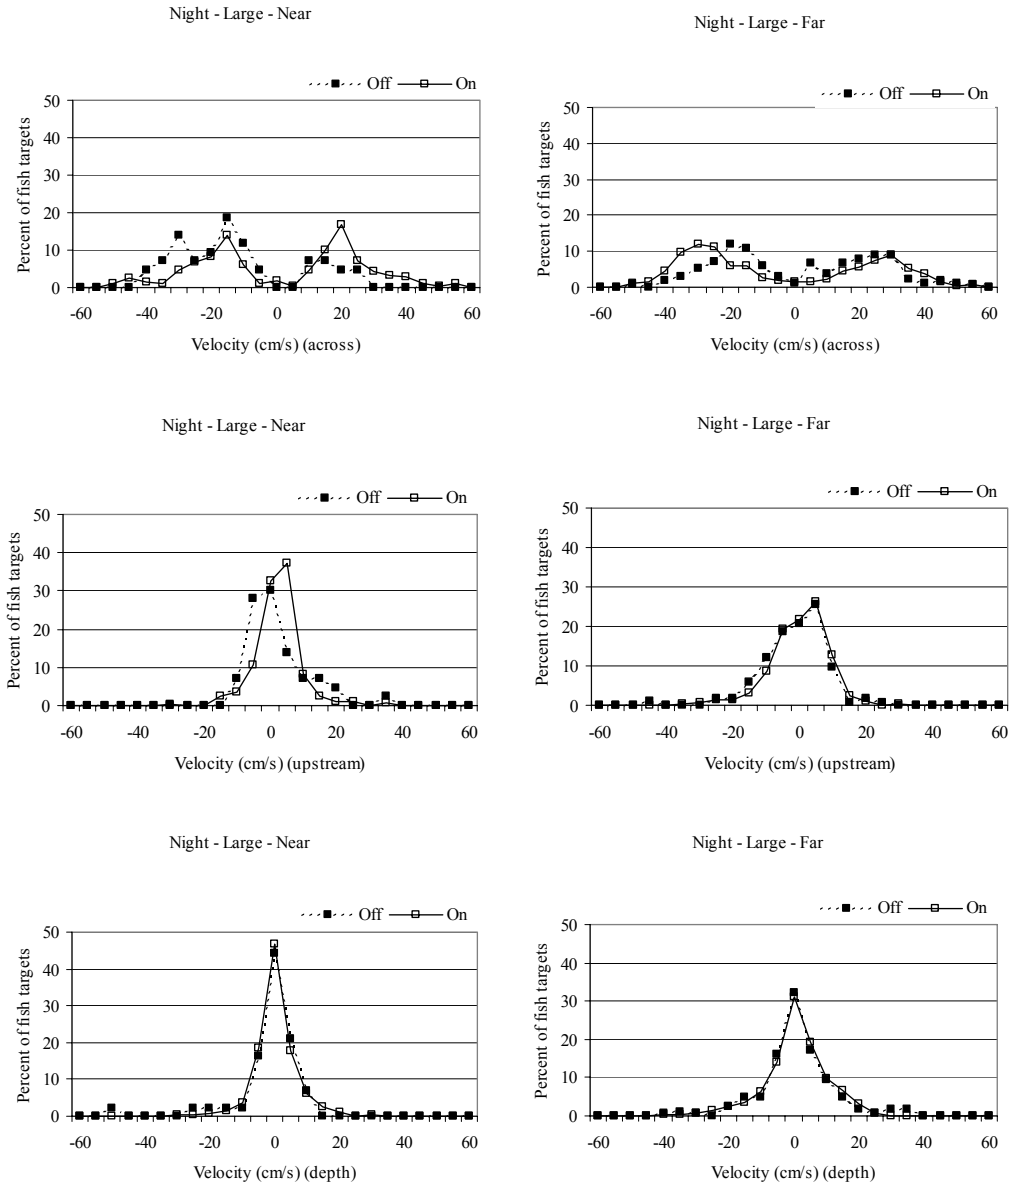 Night - Large - Near
Off On
50
40
30
20
10
0
Percent of fish targets
-60 -40 -20 0 20 40 60
Velocity (cm/s) (across)
Night - Large - Far
Off On
50
40
30
20
10
0
Percent of fish targets
-60 -40 -20 0 20 40 60
Velocity (cm/s) (across)
Night - Large - Near
Off On
50
40
30
20
10
0
Percent of fish targets
-60 -40 -20 0 20 40 60
Velocity (cm/s) (upstream)
Night - Large - Far
Off On
50
40
30
20
10
0
Percent of fish targets
-60 -40 -20 0 20 40 60
Velocity (cm/s) (upstream)
Night - Large - Near
Off On
50
40
30
20
10
0
Percent of fish targets
-60 -40 -20 0 20 40 60
Velocity (cm/s) (depth)
Night - Large - Far
Off On
50
40
30
20
10
0
Percent of fish targets
-60 -40 -20 0 20 40 60
Velocity (cm/s) (depth)